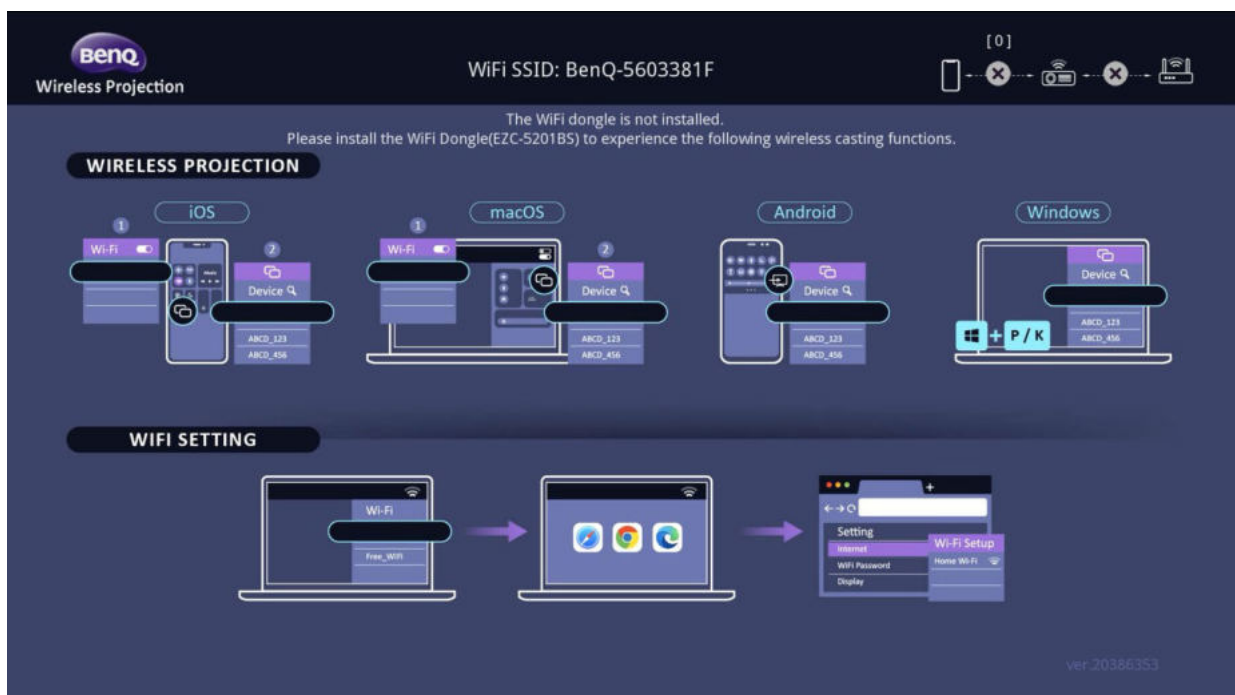 BenQ
Wireless Projection
WiFi SSID: BenQ-5603381F
[0]
The WiFi dongle is not installed.
Please install the WiFi Dongle(EZC-5201BS) to experience the following wireless casting functions.
WIRELESS PROJECTION
iOS
1
Wi-Fi
2
Device
ABCD_123
ABCD_456
macOS
1
Wi-Fi
2
Device
ABCD_123
ABCD_456
Android
Device
ABCD_123
ABCD_456
Windows
Device
ABCD_123
ABCD_456
+ P / K
WIFI SETTING
Wi-Fi
Free_WiFi
+
Setting
Internet
WiFi Password
Display
Wi-Fi Setup
Home Wi-Fi
ver.20386353